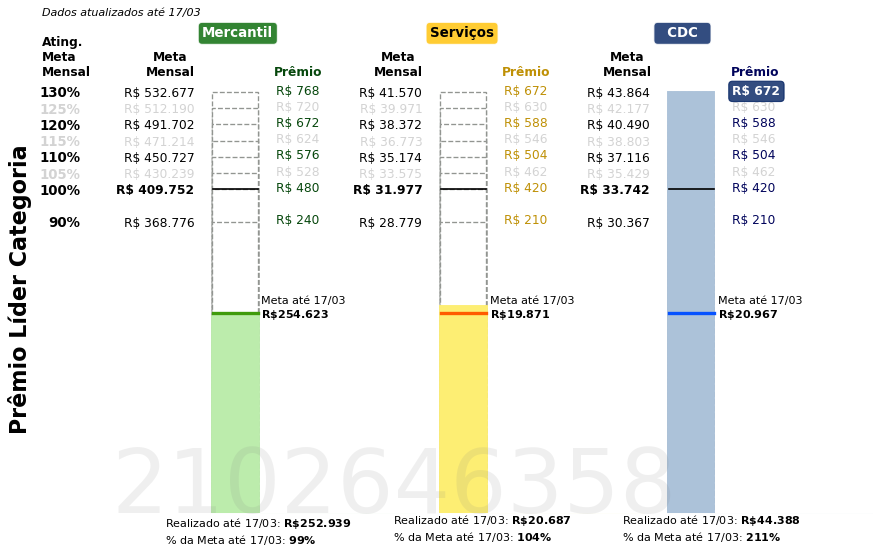 Dados atualizados até 17/03
Mercantil
Serviços
CDC
Ating. Meta Mensal
Meta Mensal
Prêmio
Meta Mensal
Prêmio
Meta Mensal
Prêmio
130% R$ 532.677 R$ 768 R$ 41.570 R$ 672 R$ 43.864 R$ 672
125% R$ 512.190 R$ 720 R$ 39.971 R$ 630 R$ 42.177 R$ 630
120% R$ 491.702 R$ 672 R$ 38.372 R$ 588 R$ 40.490 R$ 588
115% R$ 471.214 R$ 624 R$ 36.773 R$ 546 R$ 38.803 R$ 546
110% R$ 450.727 R$ 576 R$ 35.174 R$ 504 R$ 37.116 R$ 504
105% R$ 430.239 R$ 528 R$ 33.575 R$ 462 R$ 35.429 R$ 462
100% R$ 409.752 R$ 480 R$ 31.977 R$ 420 R$ 33.742 R$ 420
90% R$ 368.776 R$ 240 R$ 28.779 R$ 210 R$ 30.367 R$ 210
Prêmio Líder Categoria
Meta até 17/03
R$254.623
Meta até 17/03
R$19.871
Meta até 17/03
R$20.967
2102646358
Realizado até 17/03: R$252.939
% da Meta até 17/03: 99%
Realizado até 17/03: R$20.687
% da Meta até 17/03: 104%
Realizado até 17/03: R$44.388
% da Meta até 17/03: 211%